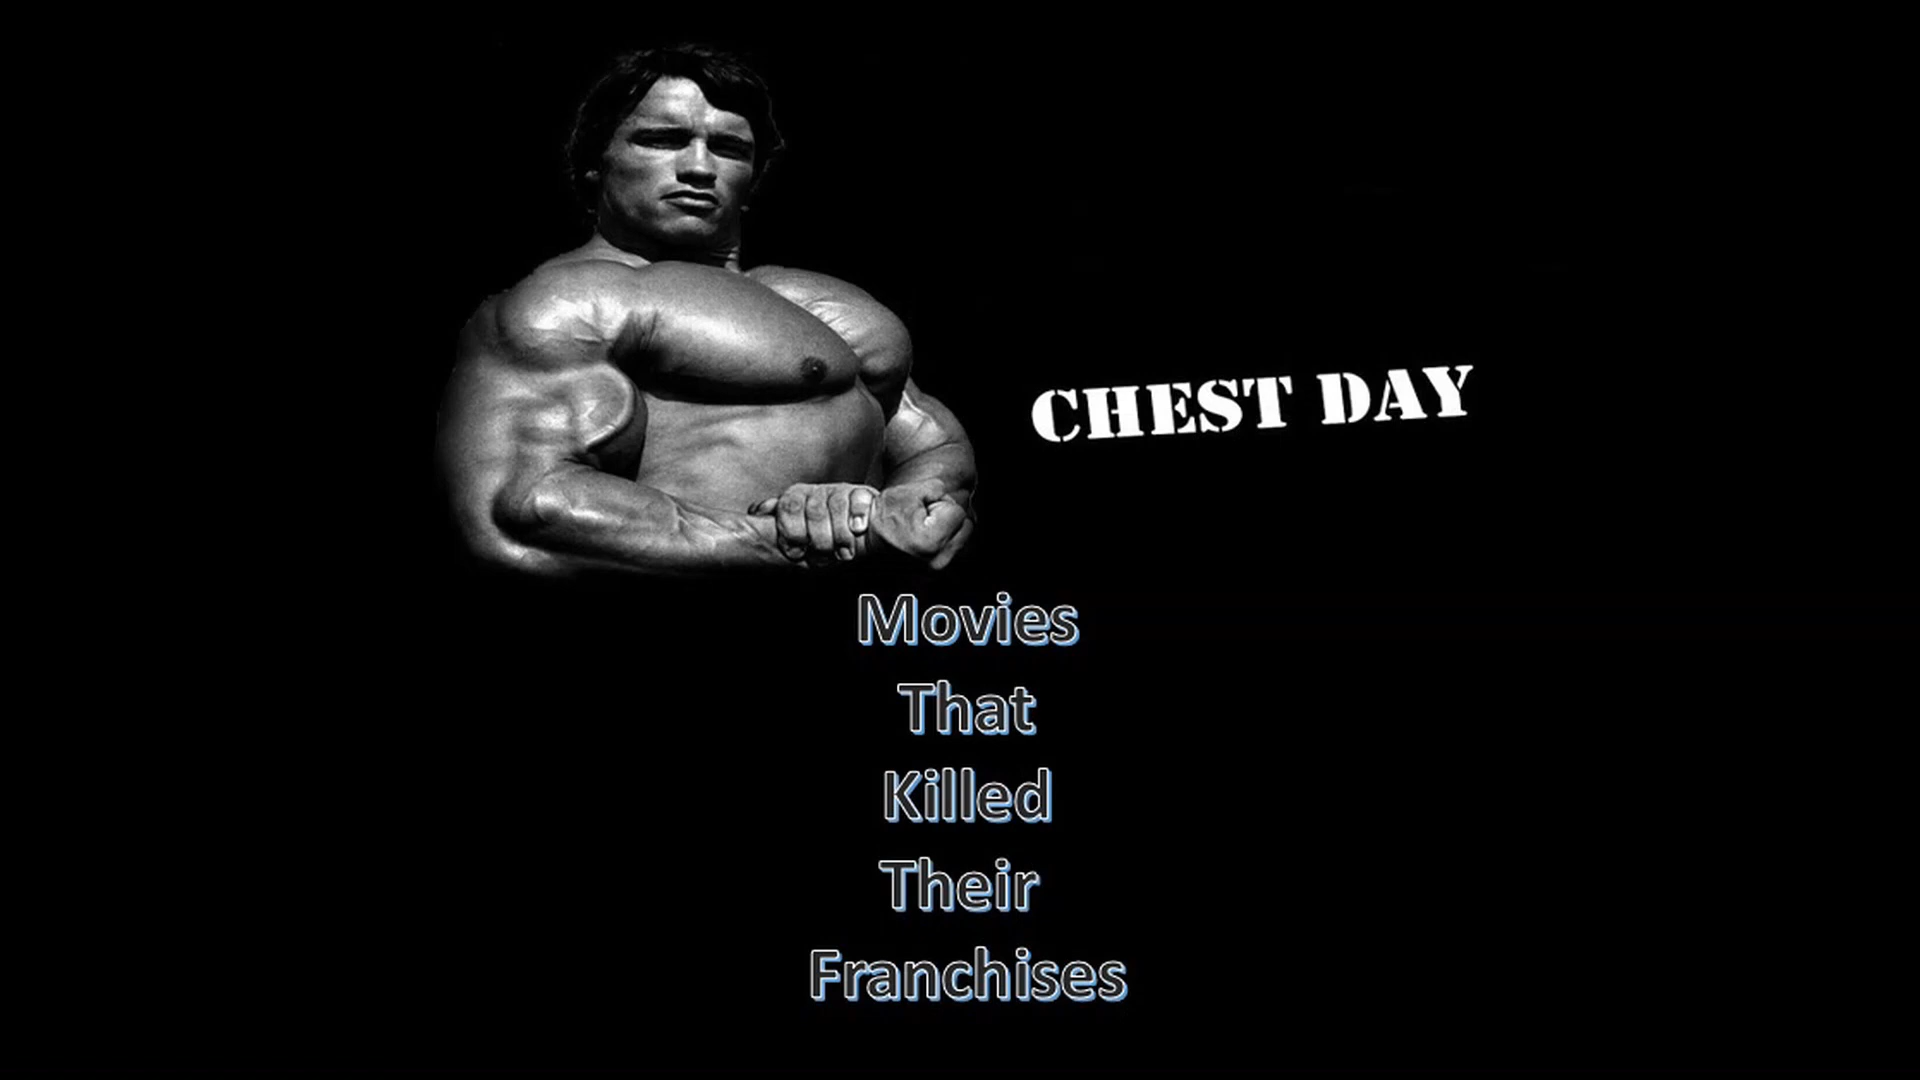 CHEST DAY
Movies
That
Killed
Their
Franchises